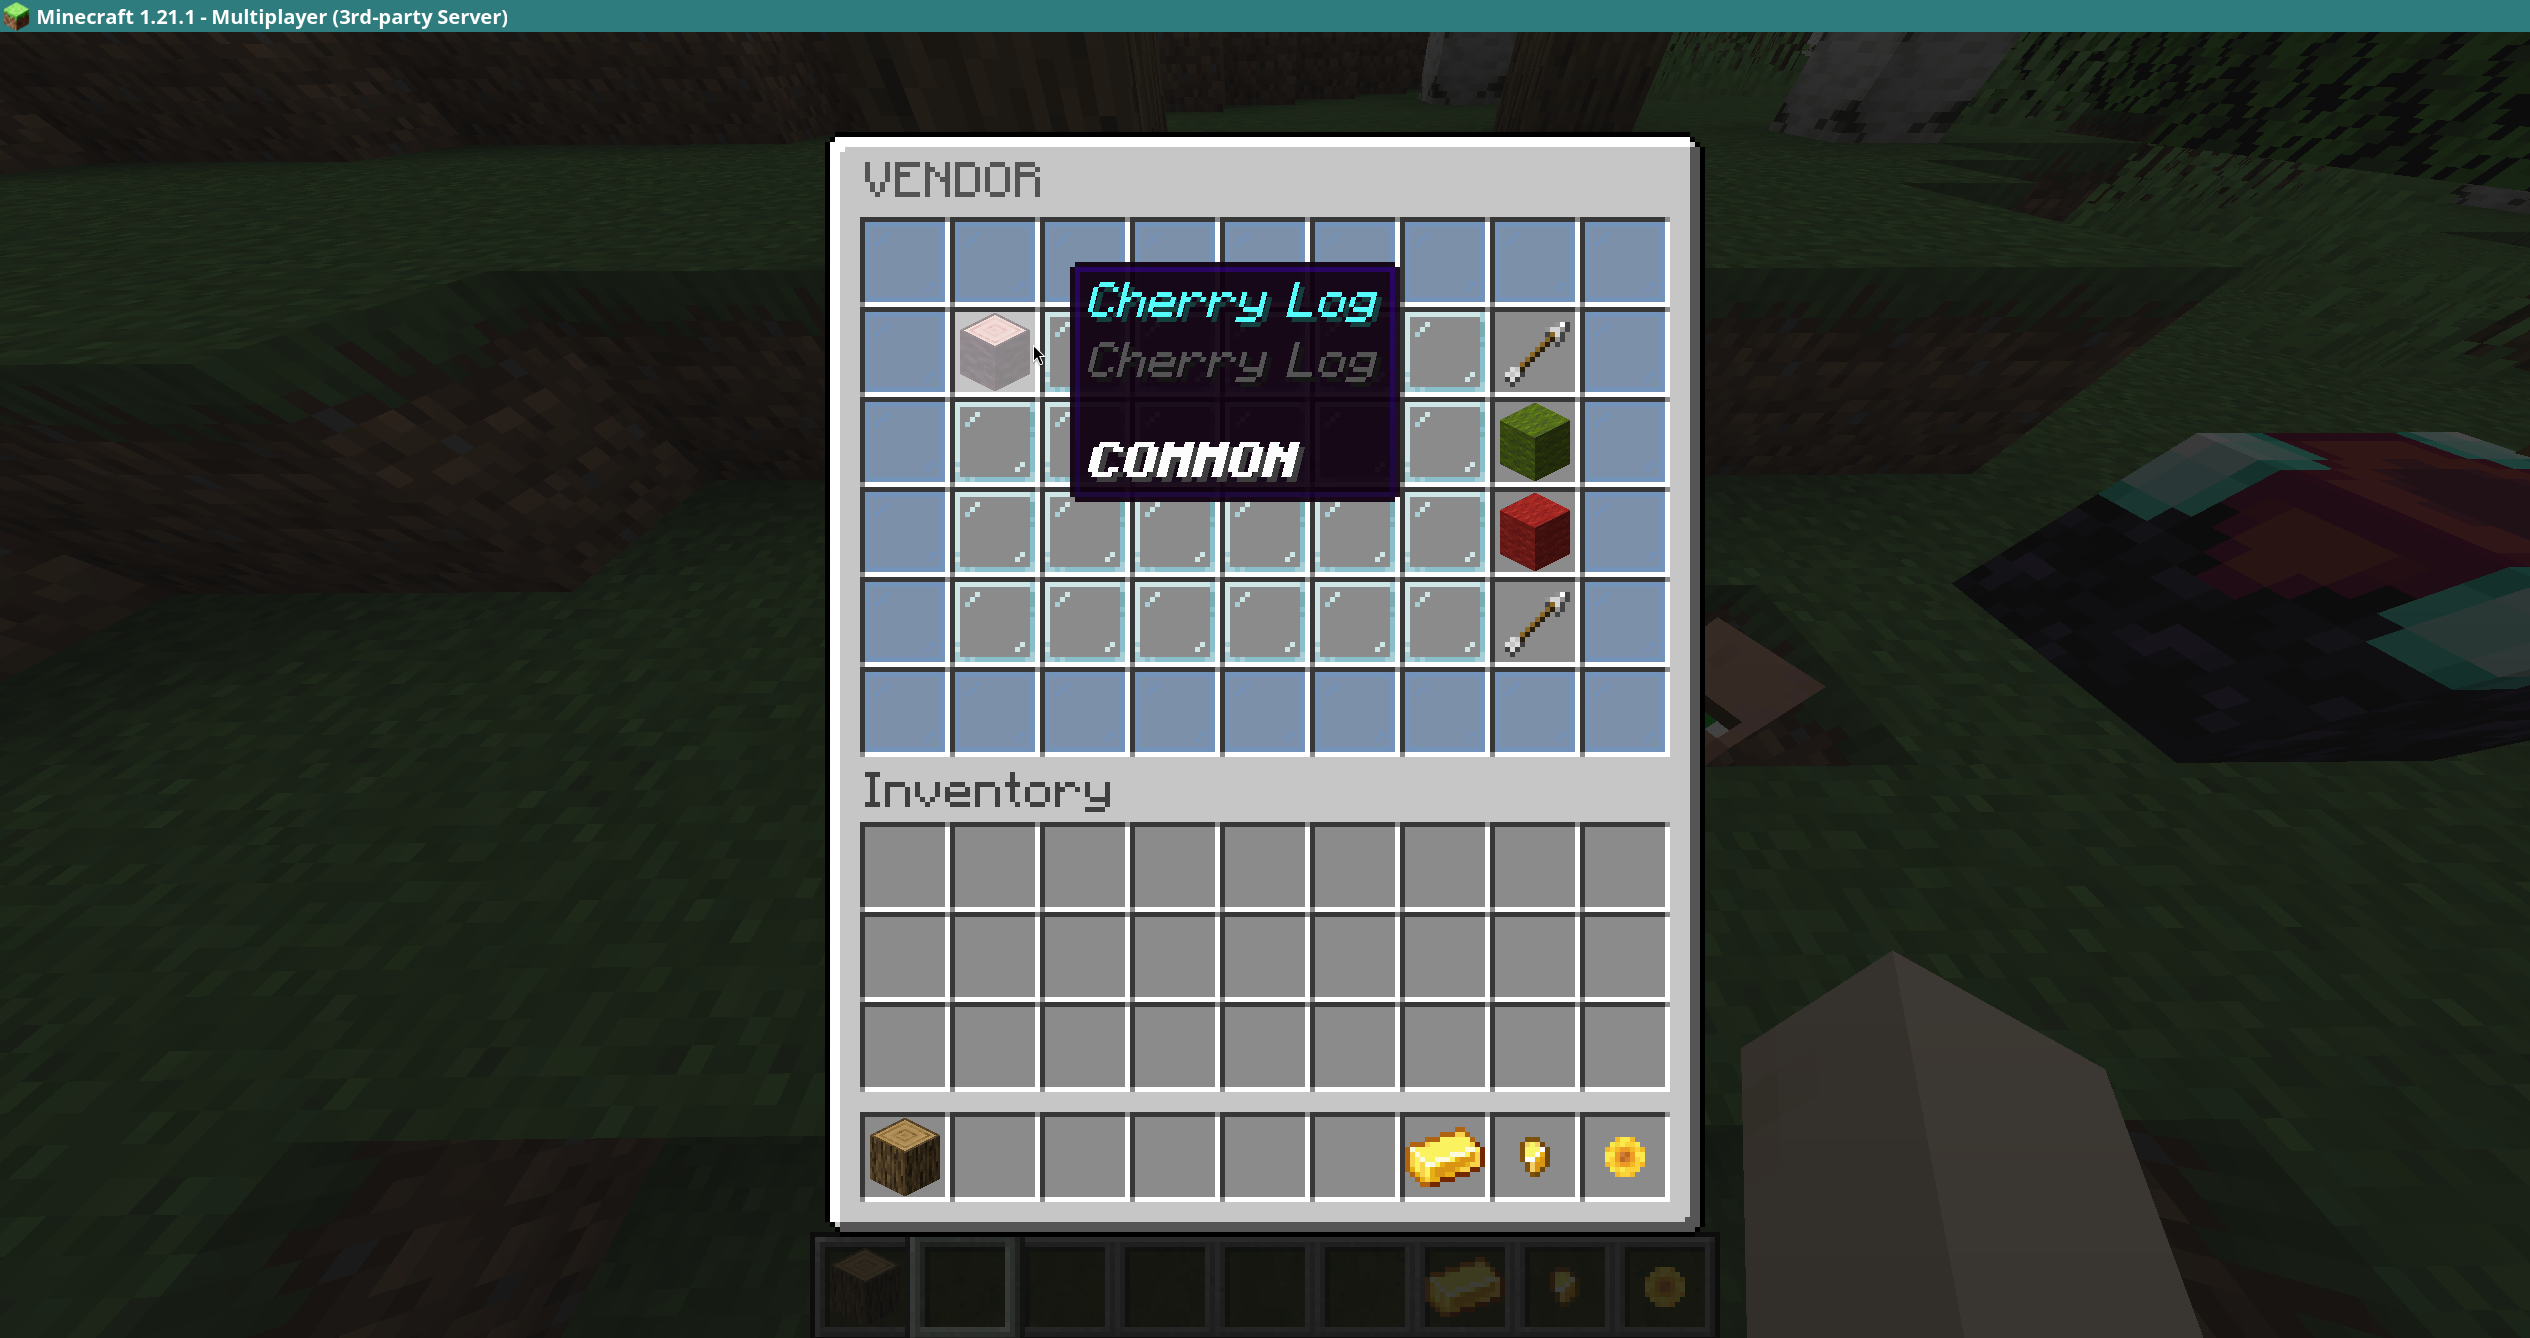 Minecraft 1.21.1 - Multiplayer (3rd-party Server)
VENDOR
Cherry Log
Cherry Log
COMMON
Inventory